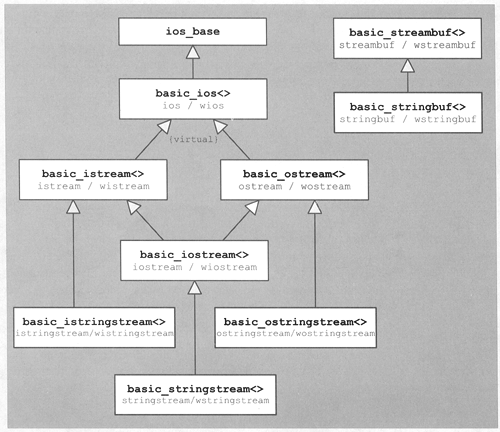 ios_base
basic_streambuf<>
streambuf / wstreambuf
basic_ios<>
ios / wios
basic_stringbuf<>
stringbuf / wstringbuf
(virtual)
basic_istream<>
istream / wistream
basic_ostream<>
ostream / wostream
basic_iostream<>
iostream / wiostream
basic_istringstream<>
istringstream/wistringstream
basic_ostringstream<>
ostringstream/wostringstream
basic_stringstream<>
stringstream/wstringstream